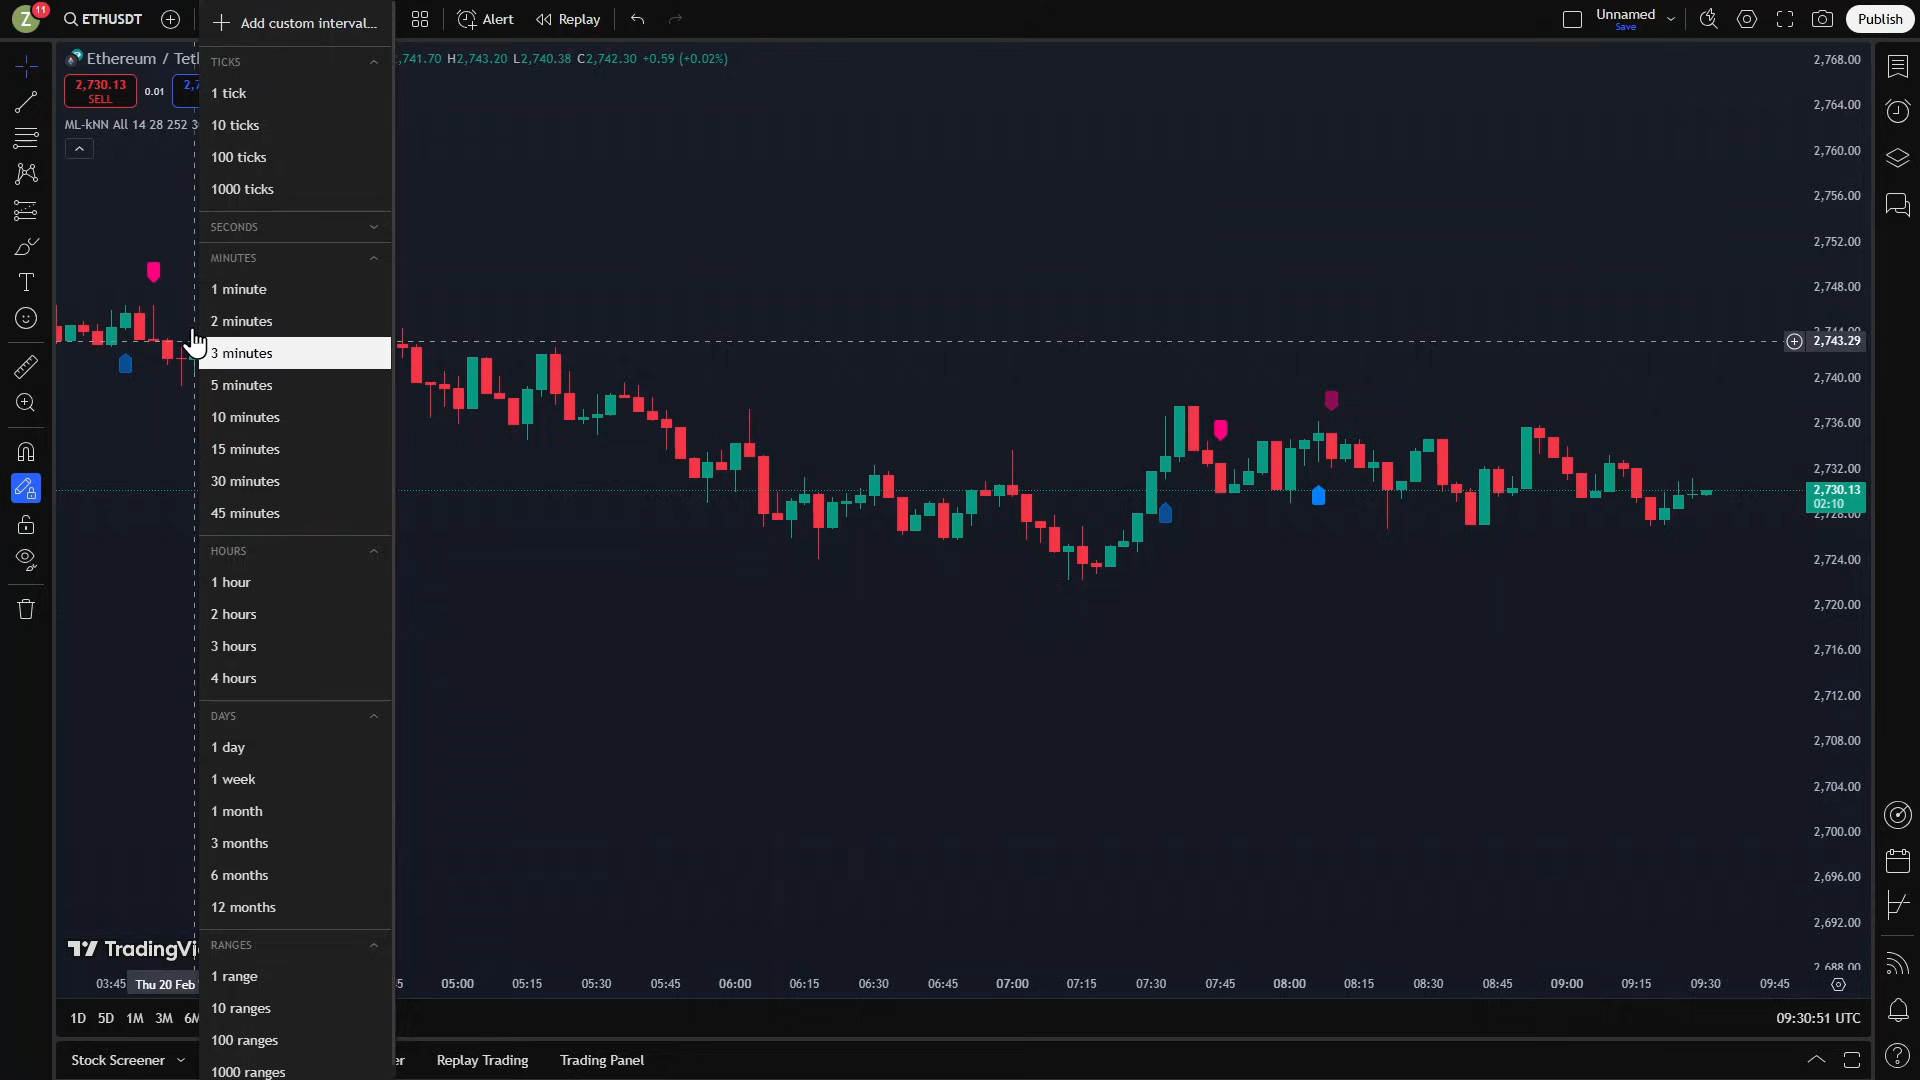 Z
11
ETHUSDT
Add custom interval...
Alert
Replay
Unnamed
Save
Publish
Ethereum / Tet
2,741.70 H2,743.20 L2,740.38 C2,742.30 +0.59 (+0.02%)
2,730.13
SELL
0.01
ML-kNN All 14 28 252
TICKS
1 tick
10 ticks
100 ticks
1000 ticks
SECONDS
MINUTES
1 minute
2 minutes
3 minutes
5 minutes
10 minutes
15 minutes
30 minutes
45 minutes
HOURS
1 hour
2 hours
3 hours
4 hours
DAYS
1 day
1 week
1 month
3 months
6 months
12 months
RANGES
1 range
10 ranges
100 ranges
1000 ranges
2,768.00
2,764.00
2,760.00
2,756.00
2,752.00
2,748.00
2,744.00
2,743.29
2,740.00
2,736.00
2,732.00
2,730.13
02:10
2,728.00
2,724.00
2,720.00
2,716.00
2,712.00
2,708.00
2,704.00
2,700.00
2,696.00
2,692.00
2,688.00
TradingVi
03:45 Thu 20 Feb 05:00 05:15 05:30 05:45 06:00 06:15 06:30 06:45 07:00 07:15 07:30 07:45 08:00 08:15 08:30 08:45 09:00 09:15 09:30 09:45
1D 5D 1M 3M 6M
09:30:51 UTC
Stock Screener
er
Replay Trading
Trading Panel